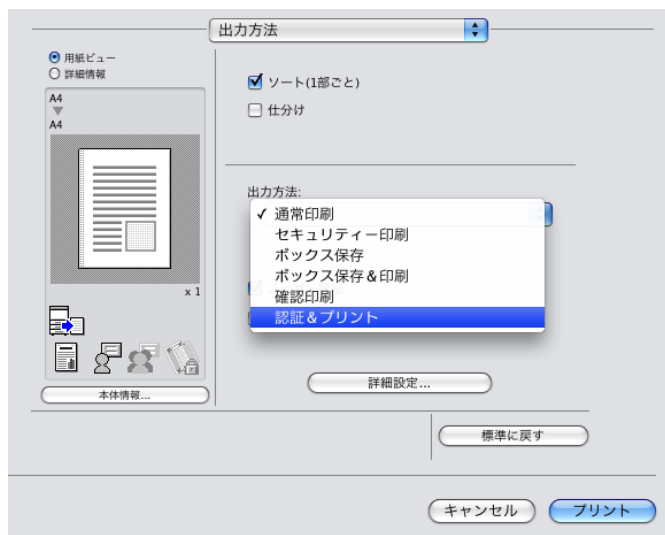 出力方法
用紙ビュー
詳細情報
A4
A4
x 1
本体情報...
ソート(1部ごと)
仕分け
出力方法:
✓ 通常印刷
セキュリティー印刷
ボックス保存
ボックス保存&印刷
確認印刷
認証&プリント
詳細設定...
標準に戻す
キャンセル
プリント